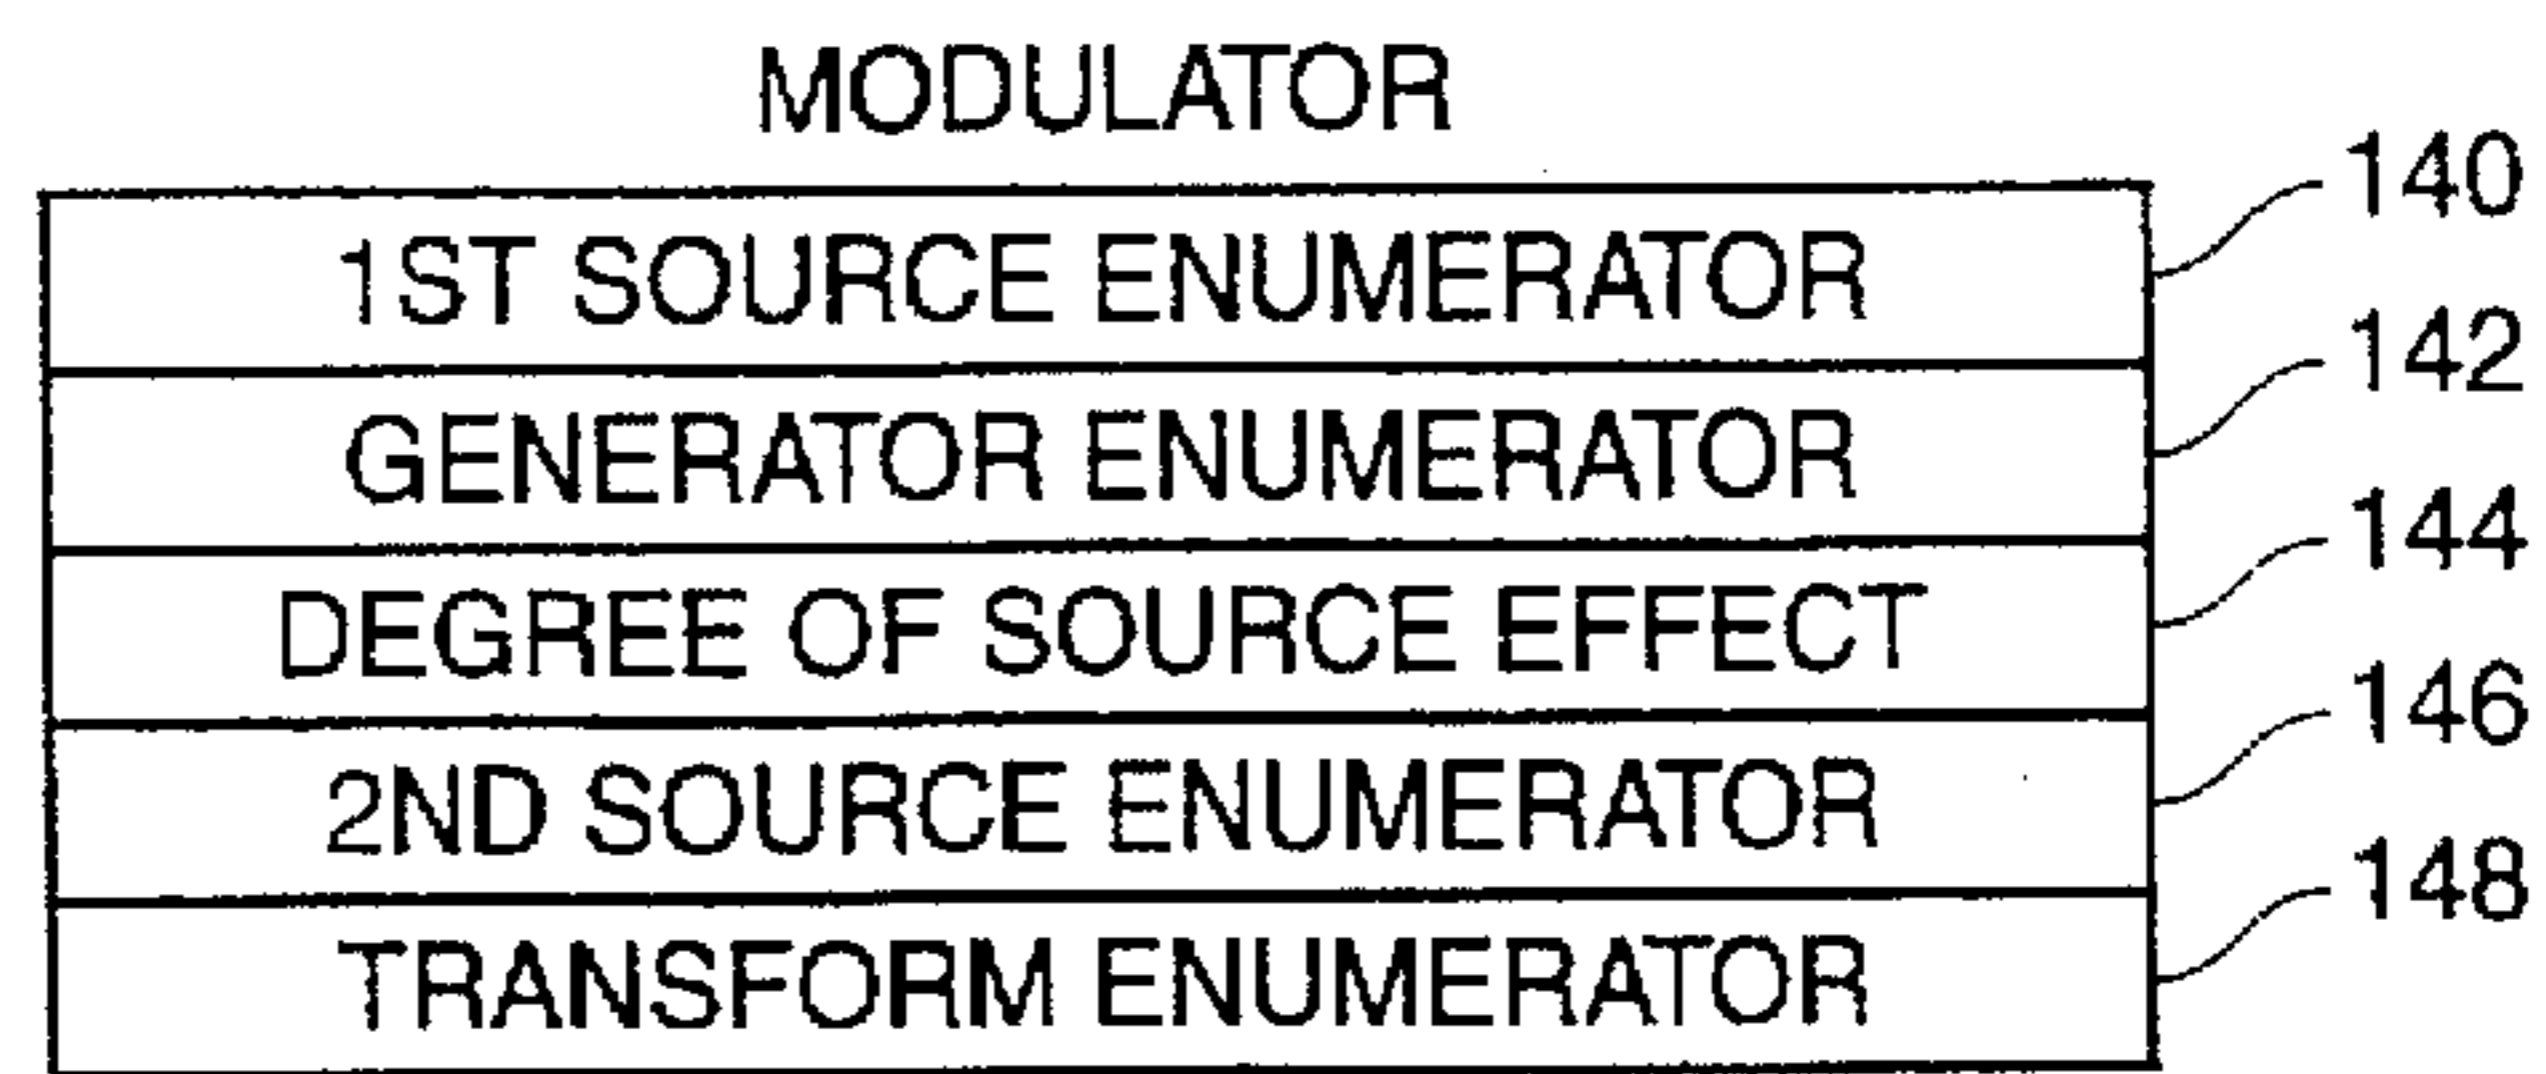 MODULATOR
1ST SOURCE ENUMERATOR 140
GENERATOR ENUMERATOR 142
DEGREE OF SOURCE EFFECT 144
2ND SOURCE ENUMERATOR 146
TRANSFORM ENUMERATOR 148